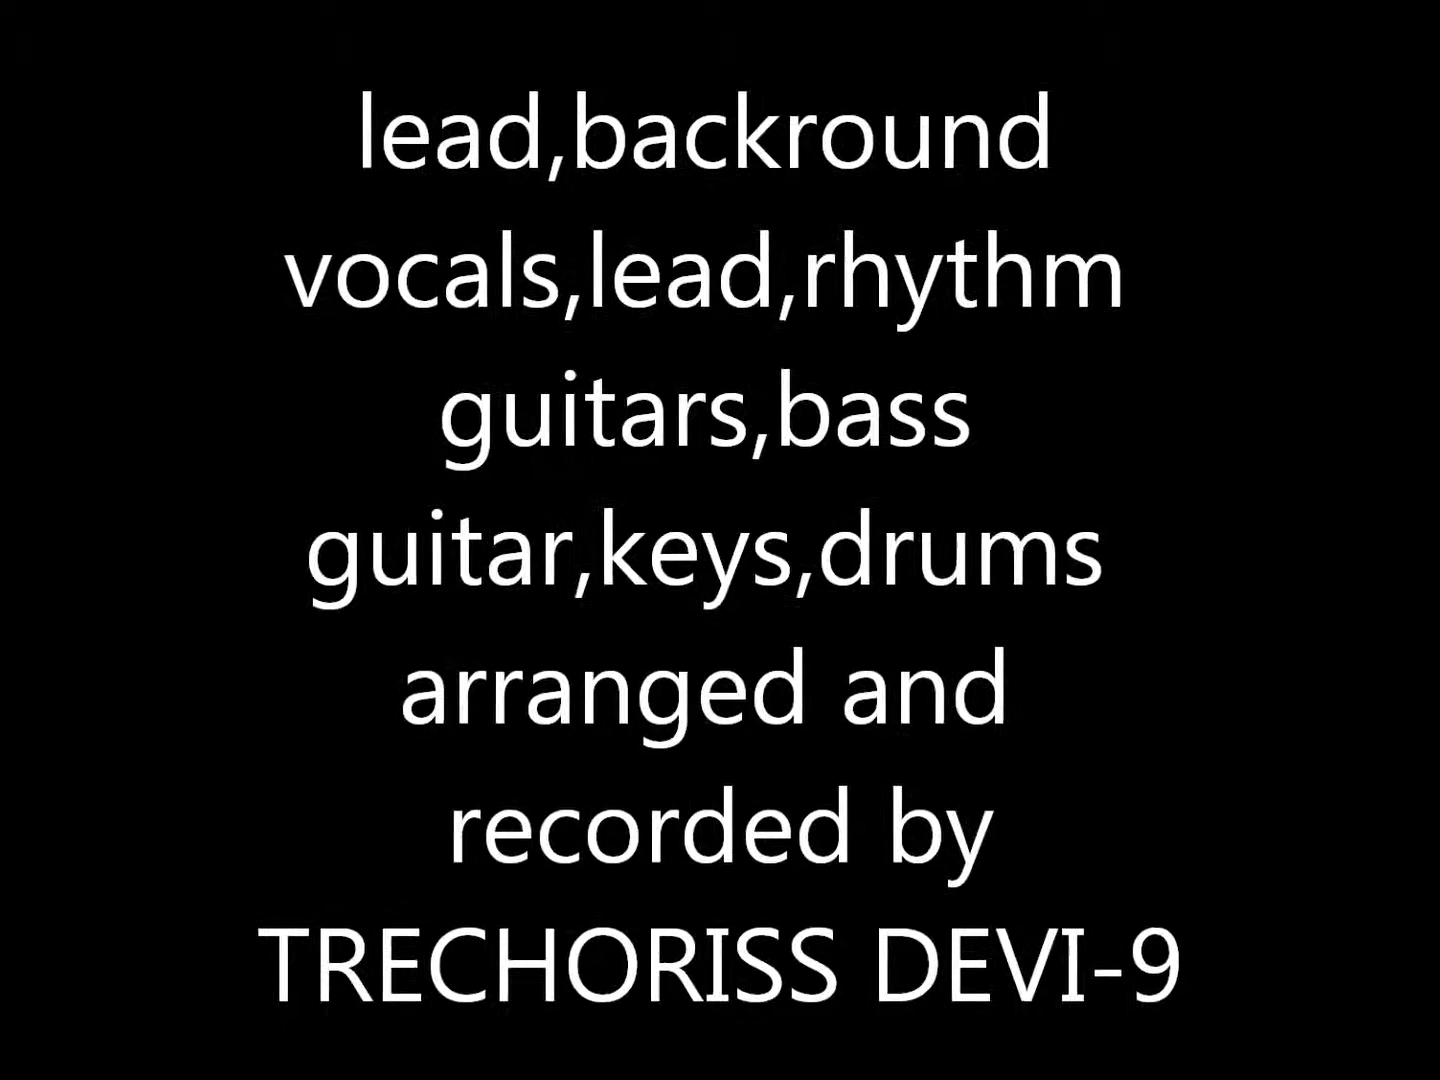 lead,backround
vocals,lead,rhythm
guitars,bass
guitar,keys,drums
arranged and
recorded by
TRECHORISS DEVI-9